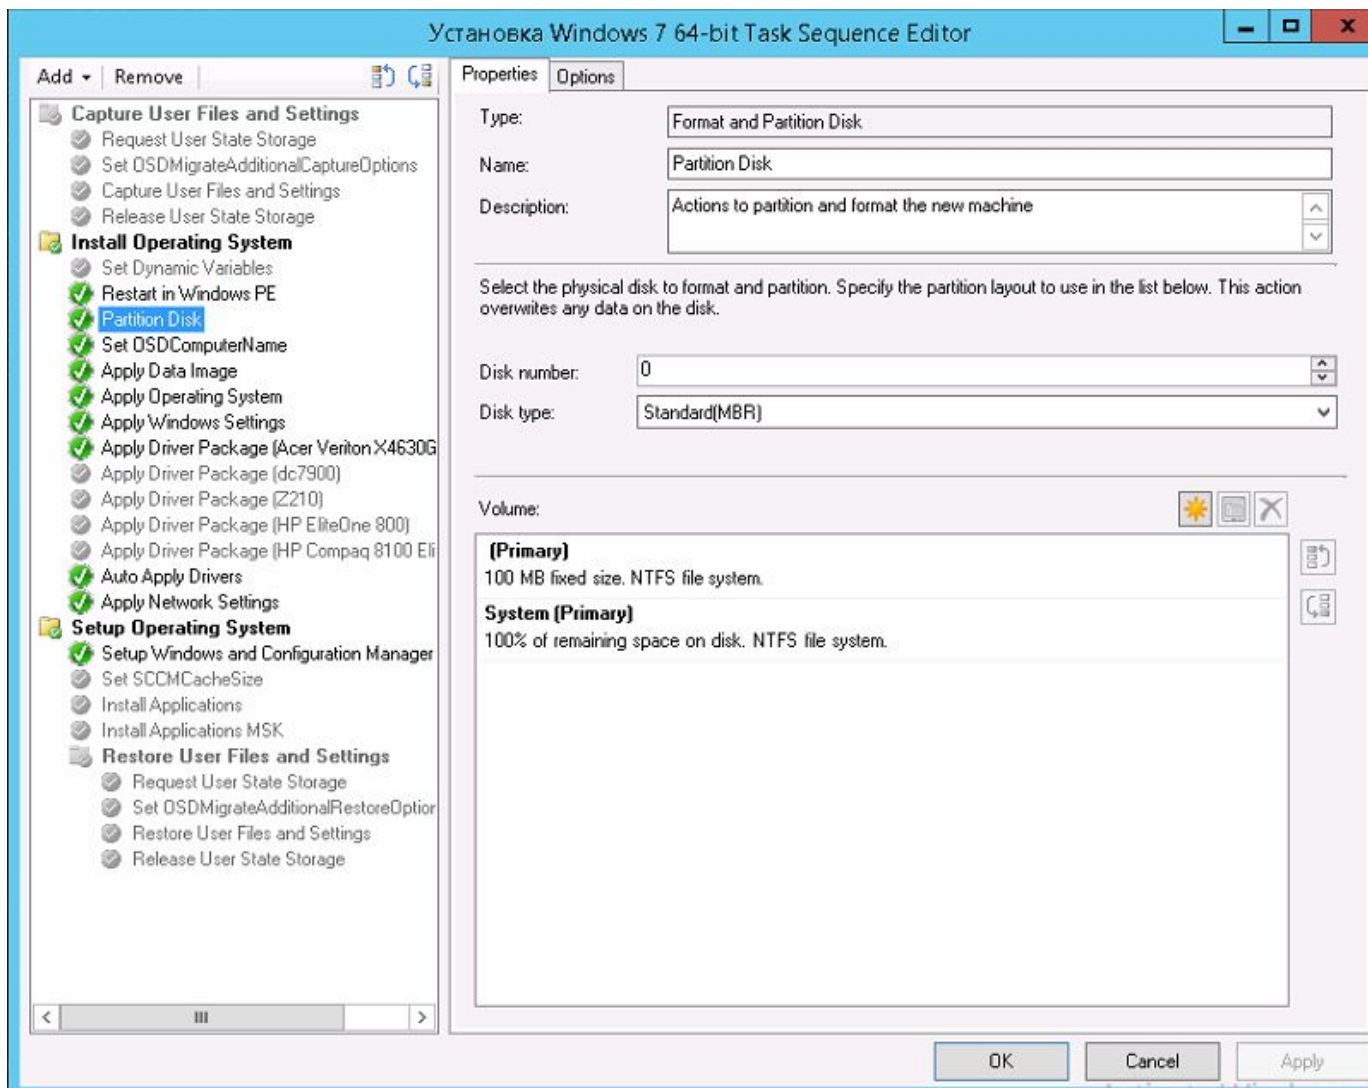 Установка Windows 7 64-bit Task Sequence Editor
Add
Remove
Capture User Files and Settings
Request User State Storage
Set OSDMigrateAdditionalCaptureOptions
Capture User Files and Settings
Release User State Storage
Install Operating System
Set Dynamic Variables
Restart in Windows PE
Partition Disk
Set OSDComputerName
Apply Data Image
Apply Operating System
Apply Windows Settings
Apply Driver Package (Acer Veriton X4630G
Apply Driver Package (dc7900)
Apply Driver Package (Z210)
Apply Driver Package (HP EliteOne 800)
Apply Driver Package (HP Compaq 8100 Eli
Auto Apply Drivers
Apply Network Settings
Setup Operating System
Setup Windows and Configuration Manager
Set SCCMCacheSize
Install Applications
Install Applications MSK
Restore User Files and Settings
Request User State Storage
Set OSDMigrateAdditionalRestoreOption
Restore User Files and Settings
Release User State Storage
Properties
Options
Type:
Format and Partition Disk
Name:
Partition Disk
Description:
Actions to partition and format the new machine
Select the physical disk to format and partition. Specify the partition layout to use in the list below. This action
overwrites any data on the disk.
Disk number:
0
Disk type:
Standard(MBR)
Volume:
(Primary)
100 MB fixed size. NTFS file system.
System (Primary)
100% of remaining space on disk. NTFS file system.
OK
Cancel
Apply